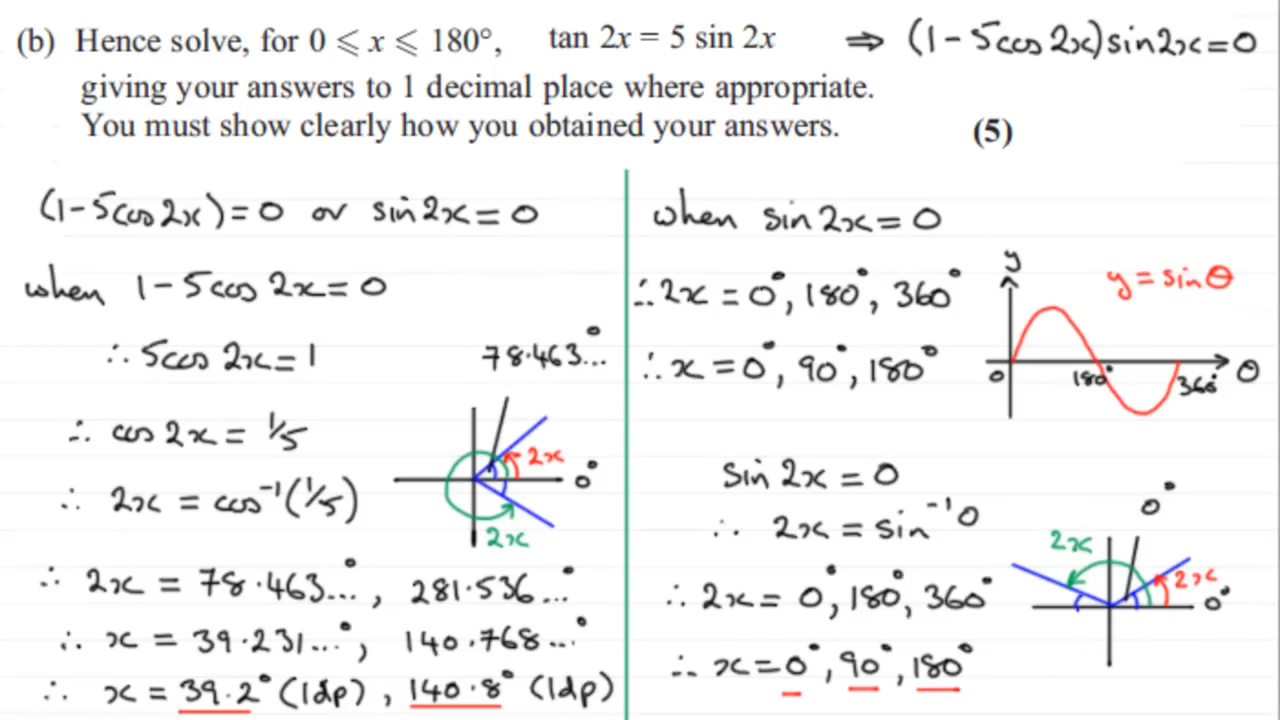 (b) Hence solve, for 0 ⩽ x ⩽ 180°, tan 2x = 5 sin 2x ⇒ (1 - 5cos 2x) sin2x = 0
giving your answers to 1 decimal place where appropriate.
You must show clearly how you obtained your answers. (5)
(1 - 5cos 2x) = 0 or sin 2x = 0
when 1 - 5cos 2x = 0
∴ 5cos 2x = 1
78.463...°
∴ cos 2x = 1/5
2x
0°
∴ 2x = cos⁻¹(1/5)
2x
∴ 2x = 78.463...°, 281.536...°
∴ x = 39.231...°, 140.768...°
∴ x = 39.2° (1dp), 140.8° (1dp)
when sin 2x = 0
∴ 2x = 0°, 180°, 360°
∴ x = 0°, 90°, 180°
y
y = sin θ
0
180°
360°
θ
sin 2x = 0
∴ 2x = sin⁻¹0
0°
2x
2x
0°
∴ 2x = 0°, 180°, 360°
∴ x = 0°, 90°, 180°